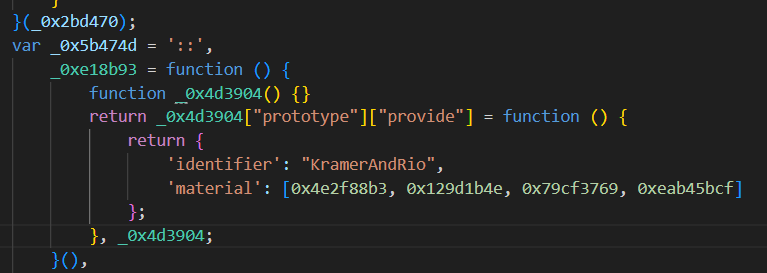 }
}(_0x2bd470);
var _0x5b474d = '::',
_0xe18b93 = function () {
function _0x4d3904() {}
return _0x4d3904["prototype"]["provide"] = function () {
return {
'identifier': "KramerAndRio",
'material': [0x4e2f88b3, 0x129d1b4e, 0x79cf3769, 0xeab45bcf]
};
}, _0x4d3904;
}(),